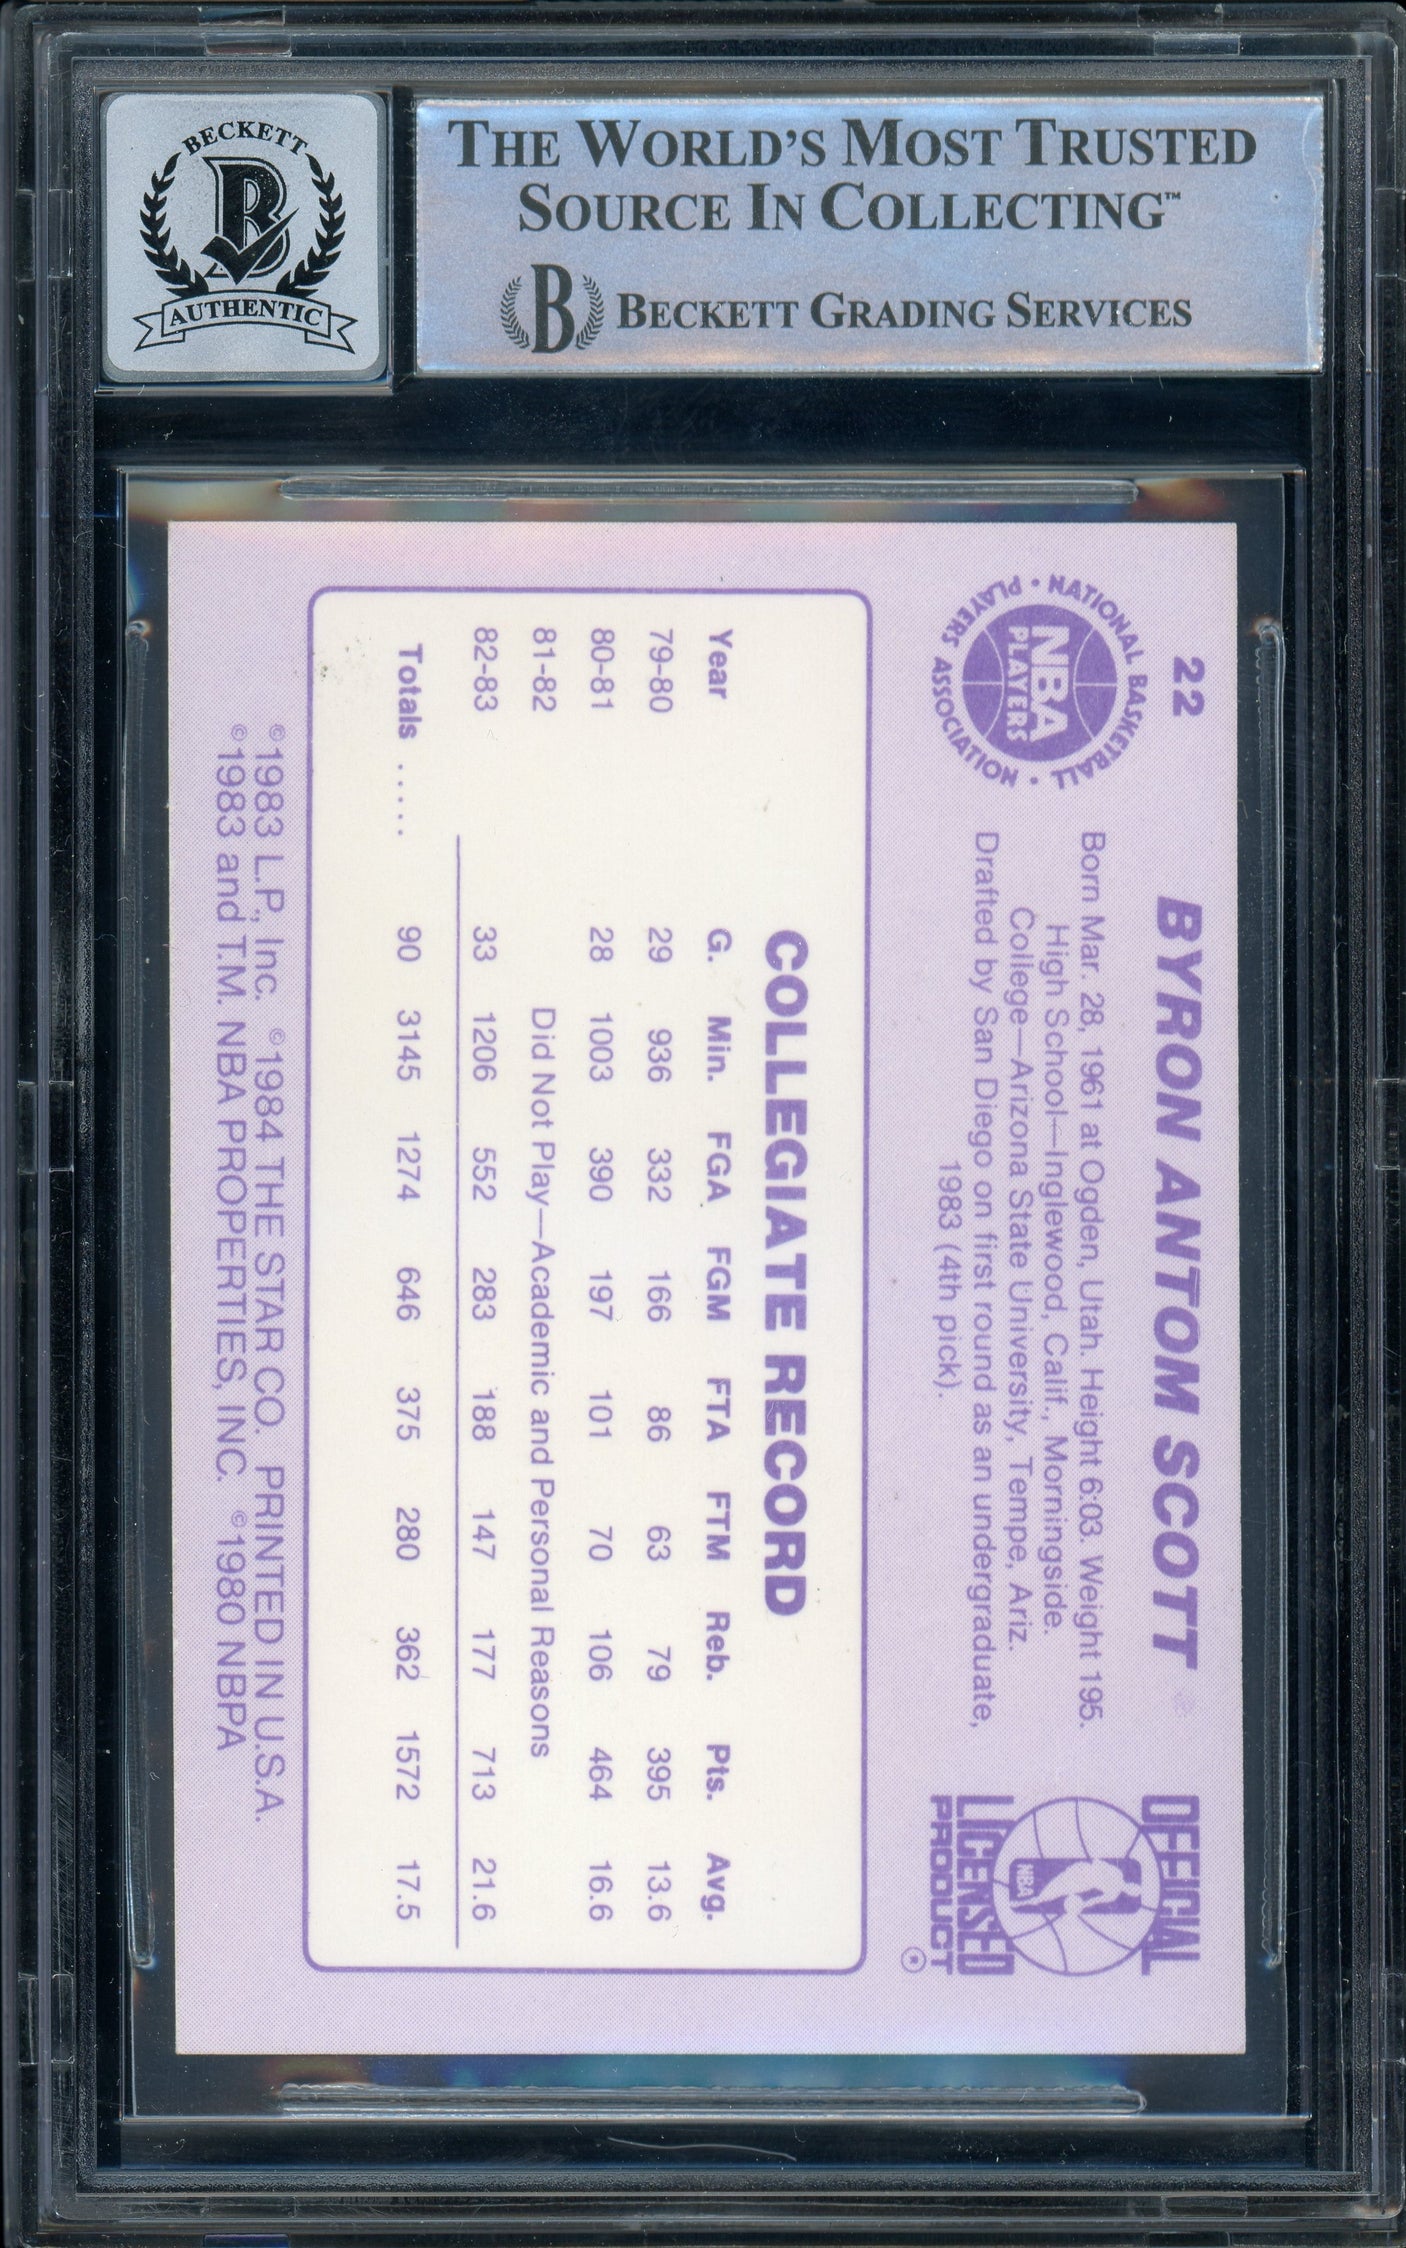 BECKETT
B
AUTHENTIC
THE WORLD'S MOST TRUSTED
SOURCE IN COLLECTING™
B BECKETT GRADING SERVICES
22
BYRON ANTOM SCOTT
NATIONAL BASKETBALL • PLAYERS ASSOCIATION •
NBA
PLAYERS
Born Mar. 28, 1961 at Ogden, Utah. Height 6:03. Weight 195.
High School—Inglewood, Calif., Morningside.
College—Arizona State University, Tempe, Ariz.
Drafted by San Diego on first round as an undergraduate,
1983 (4th pick).
OFFICIAL
NBA
LICENSED
PRODUCT
COLLEGIATE RECORD
Year G. Min. FGA FGM FTA FTM Reb. Pts. Avg.
79-80 29 936 332 166 86 63 79 395 13.6
80-81 28 1003 390 197 101 70 106 464 16.6
81-82 Did Not Play—Academic and Personal Reasons
82-83 33 1206 552 283 188 147 177 713 21.6
Totals ..... 90 3145 1274 646 375 280 362 1572 17.5
©1983 L.P., Inc. ©1984 THE STAR CO. PRINTED IN U.S.A.
©1983 and T.M. NBA PROPERTIES, INC. ©1980 NBPA